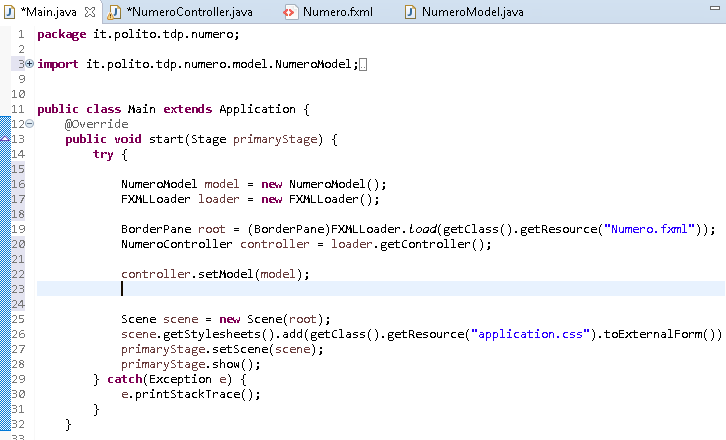 *Main.java *NumeroController.java Numero.fxml NumeroModel.java
1 package it.polito.tdp.numero;
2
3 import it.polito.tdp.numero.model.NumeroModel;
9
10
11 public class Main extends Application {
12 @Override
13 public void start(Stage primaryStage) {
14 try {
15
16 NumeroModel model = new NumeroModel();
17 FXMLLoader loader = new FXMLLoader();
18
19 BorderPane root = (BorderPane)FXMLLoader.load(getClass().getResource("Numero.fxml"));
20 NumeroController controller = loader.getController();
21
22 controller.setModel(model);
23
24
25 Scene scene = new Scene(root);
26 scene.getStylesheets().add(getClass().getResource("application.css").toExternalForm())
27 primaryStage.setScene(scene);
28 primaryStage.show();
29 } catch(Exception e) {
30 e.printStackTrace();
31 }
32 }
33